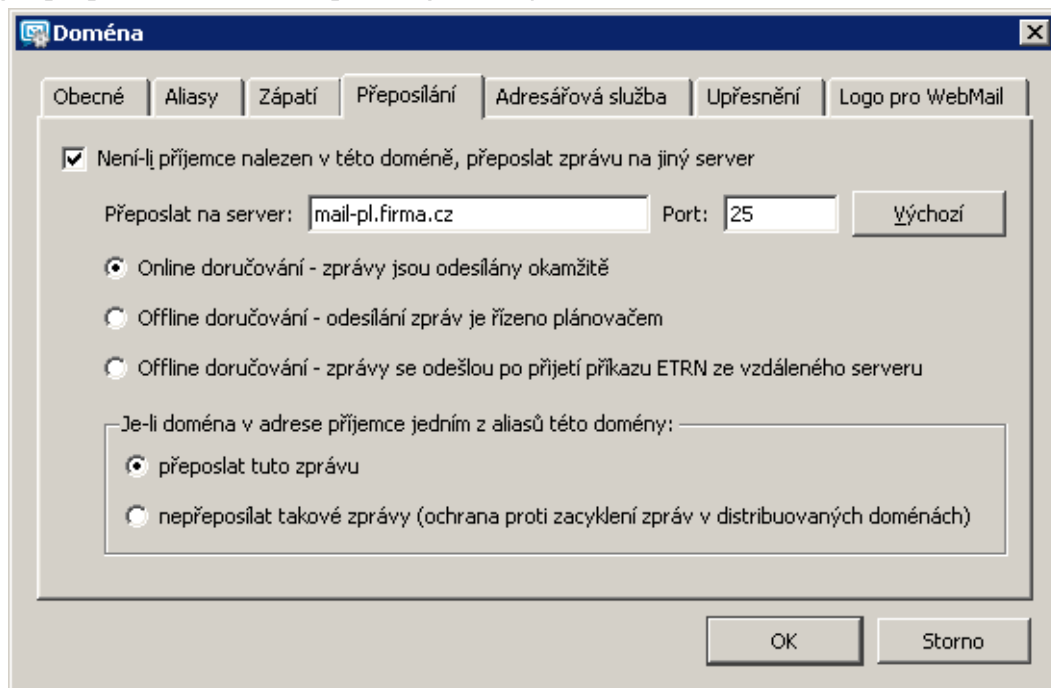 Doména
Obecné Aliasy Zápatí Přeposílání Adresářová služba Upřesnění Logo pro WebMail
Není-li příjemce nalezen v této doméně, přeposlat zprávu na jiný server
Přeposlat na server: mail-pl.firma.cz Port: 25 Výchozí
Online doručování - zprávy jsou odesílány okamžitě
Offline doručování - odesílání zpráv je řízeno plánovačem
Offline doručování - zprávy se odešlou po přijetí příkazu ETRN ze vzdáleného serveru
Je-li doména v adrese příjemce jedním z aliasů této domény:
přeposlat tuto zprávu
nepřeposílat takové zprávy (ochrana proti zacyklení zpráv v distribuovaných doménách)
OK Storno